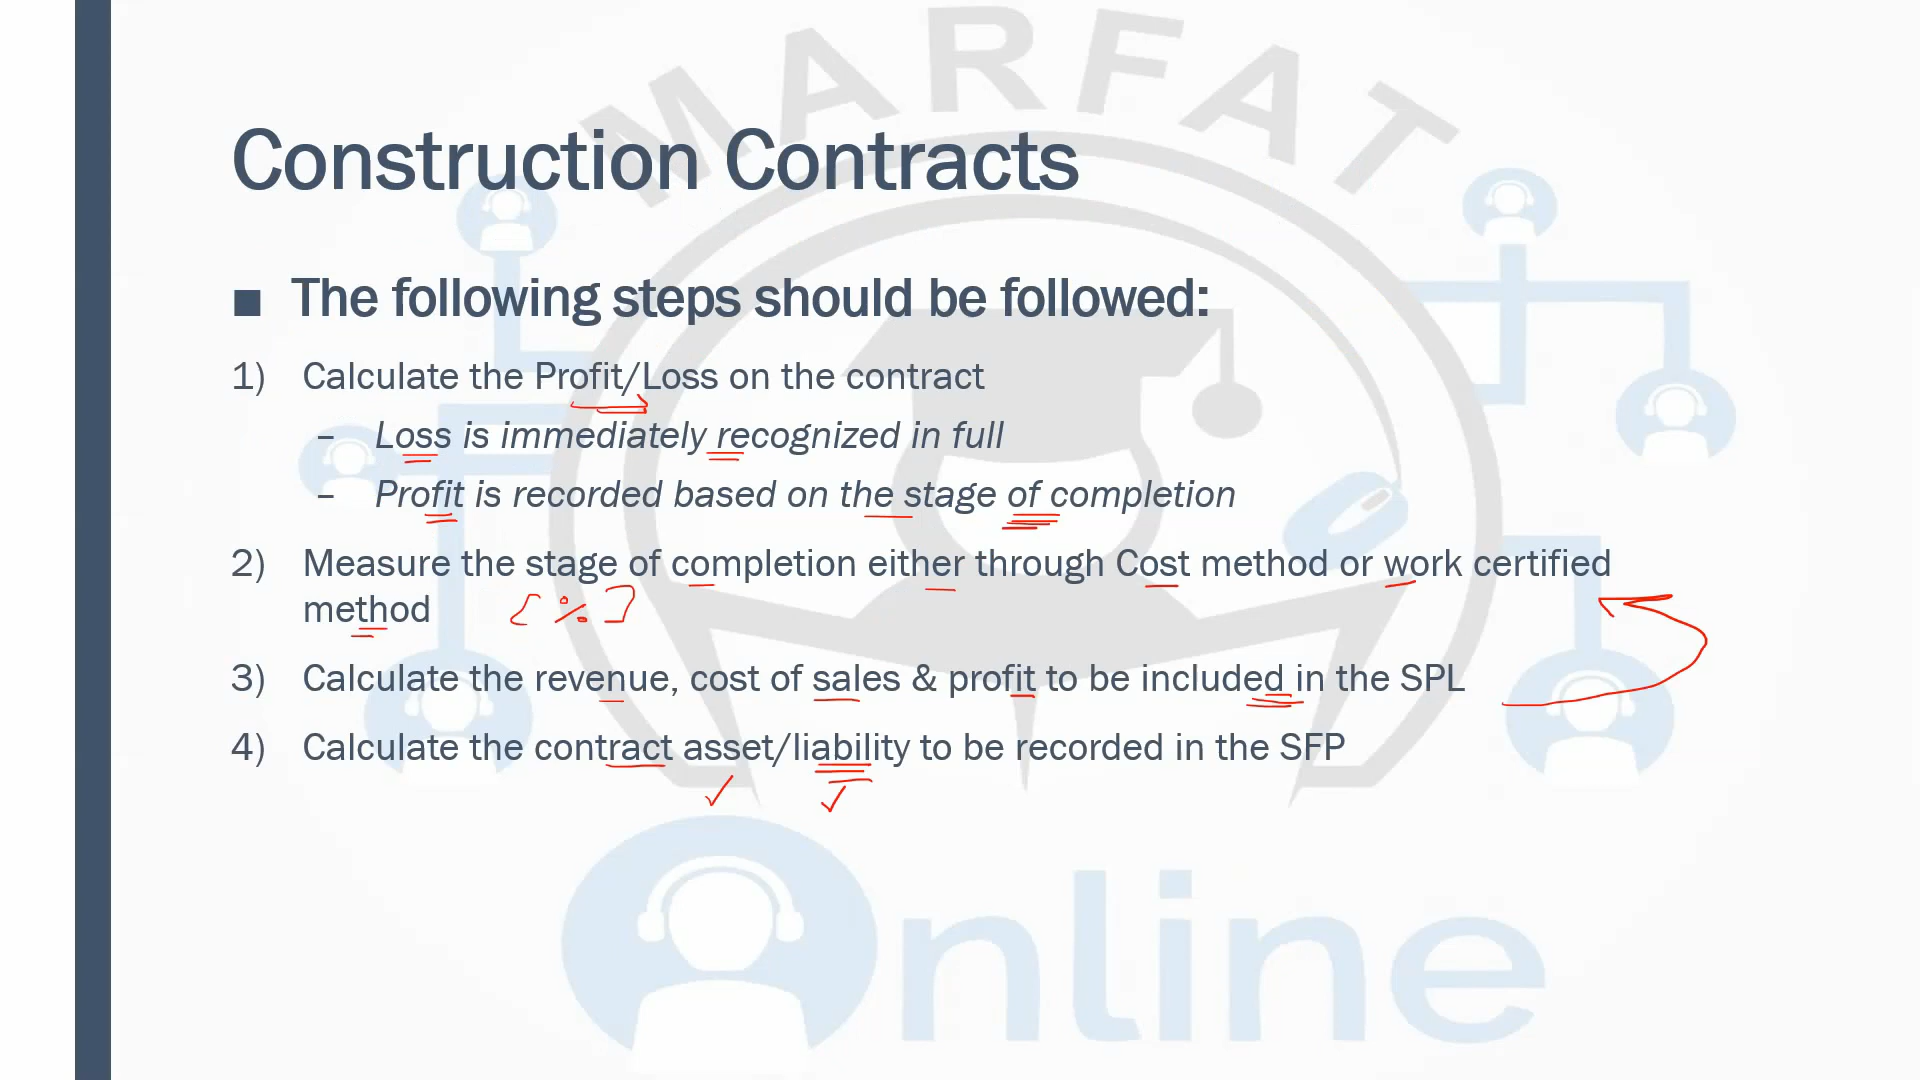 MARFAT
Construction Contracts
■ The following steps should be followed:
1) Calculate the Profit/Loss on the contract
– Loss is immediately recognized in full
– Profit is recorded based on the stage of completion
2) Measure the stage of completion either through Cost method or work certified
method [%]
3) Calculate the revenue, cost of sales & profit to be included in the SPL
4) Calculate the contract asset/liability to be recorded in the SFP
nline